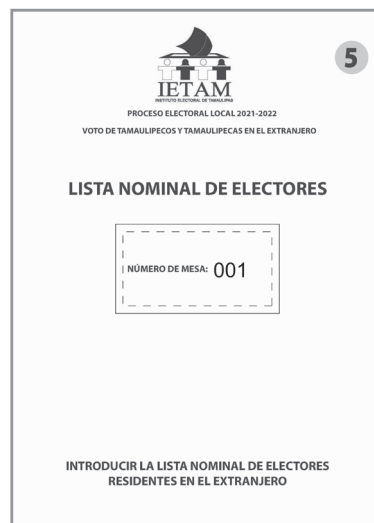 5
IETAM
INSTITUTO ELECTORAL DE TAMAULIPAS
PROCESO ELECTORAL LOCAL 2021-2022
VOTO DE TAMAULIPECOS Y TAMAULIPECAS EN EL EXTRANJERO
LISTA NOMINAL DE ELECTORES
NÚMERO DE MESA: 001
INTRODUCIR LA LISTA NOMINAL DE ELECTORES
RESIDENTES EN EL EXTRANJERO